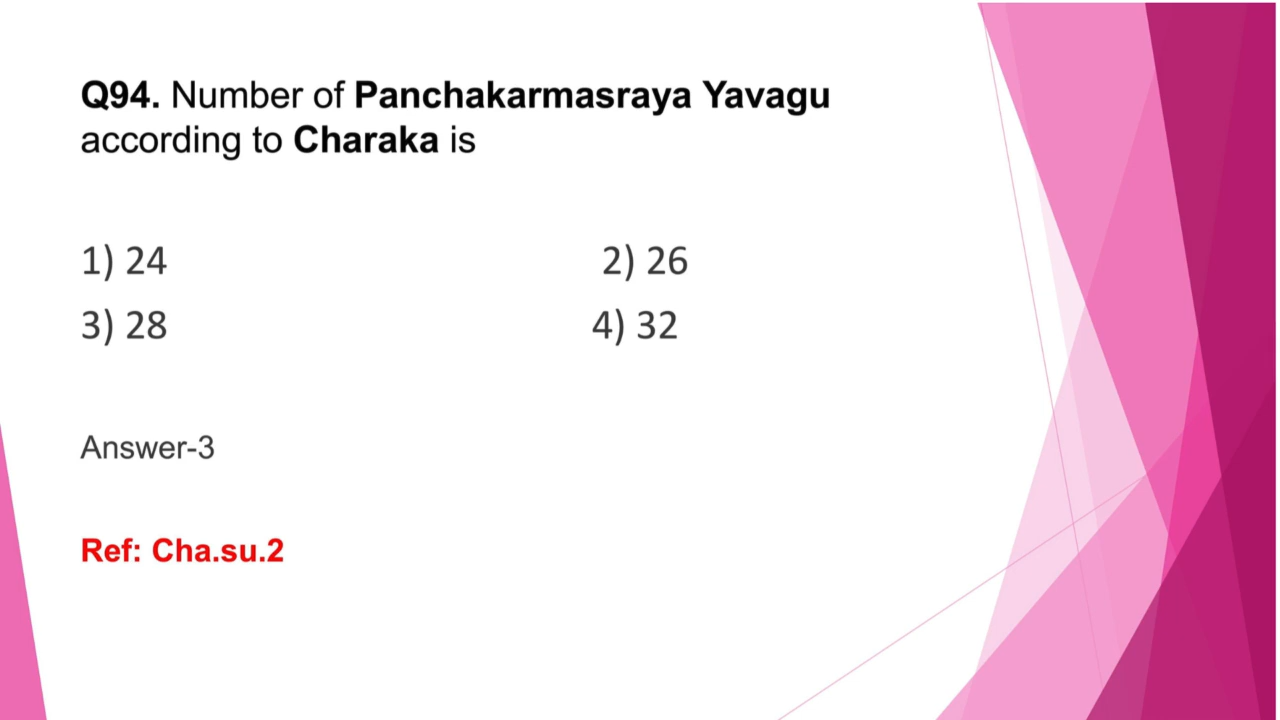 Q94. Number of Panchakarmasraya Yavagu
according to Charaka is
1) 24 2) 26
3) 28 4) 32
Answer-3
Ref: Cha.su.2